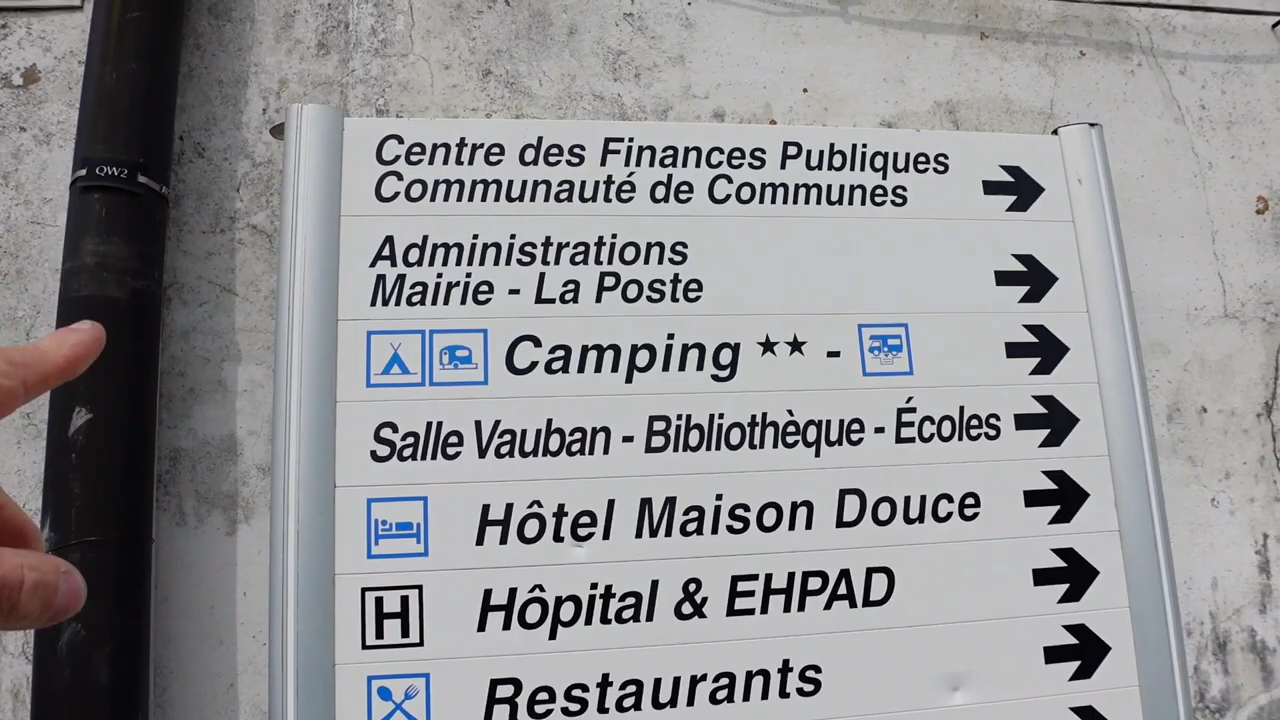 QW2
Centre des Finances Publiques
Communauté de Communes
Administrations
Mairie - La Poste
Camping ★★ -
Salle Vauban - Bibliothèque - Écoles
Hôtel Maison Douce
H Hôpital & EHPAD
Restaurants